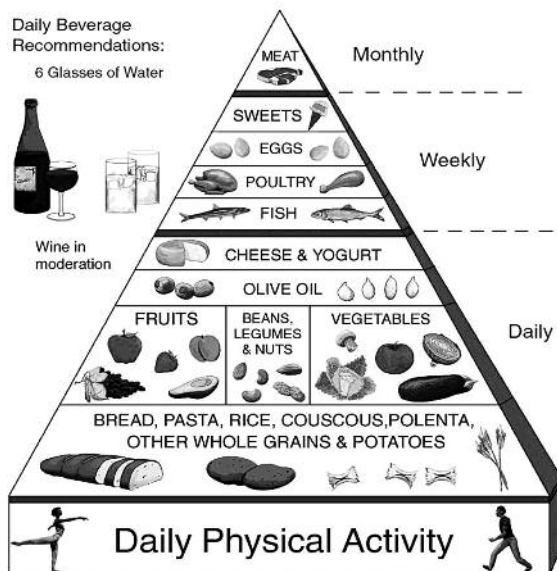 Daily Beverage
Recommendations:
6 Glasses of Water
Wine in
moderation
MEAT
Monthly
SWEETS
EGGS
Weekly
POULTRY
FISH
CHEESE & YOGURT
OLIVE OIL
Daily
FRUITS
BEANS,
LEGUMES
& NUTS
VEGETABLES
BREAD, PASTA, RICE, COUSCOUS,POLENTA,
OTHER WHOLE GRAINS & POTATOES
Daily Physical Activity